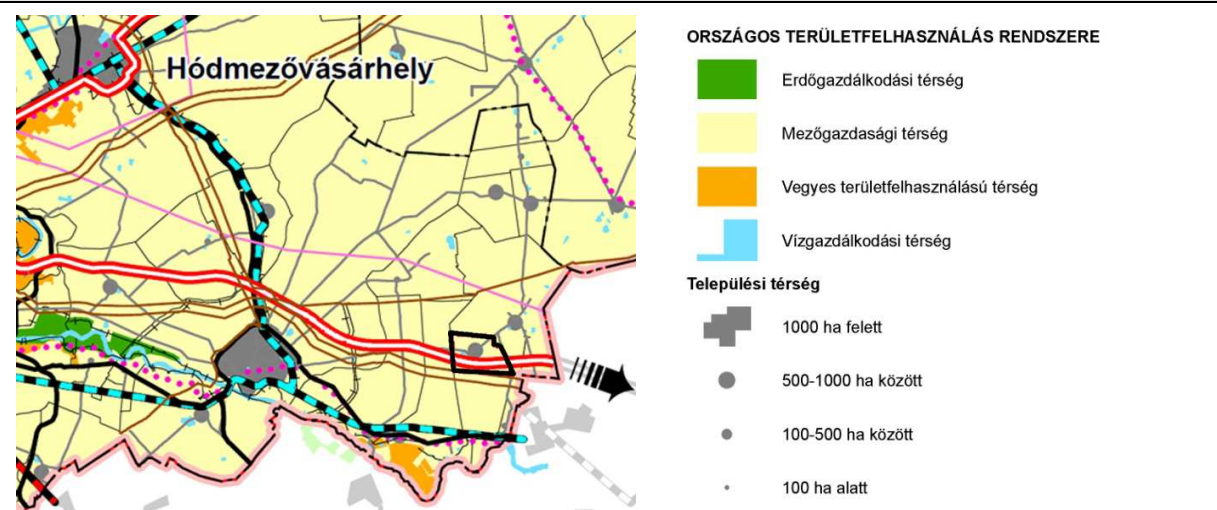 Hódmezővásárhely
ORSZÁGOS TERÜLETFELHASZNÁLÁS RENDSZERE
Erdőgazdálkodási térség
Mezőgazdasági térség
Vegyes területfelhasználású térség
Vízgazdálkodási térség
Települési térség
1000 ha felett
500-1000 ha között
100-500 ha között
100 ha alatt